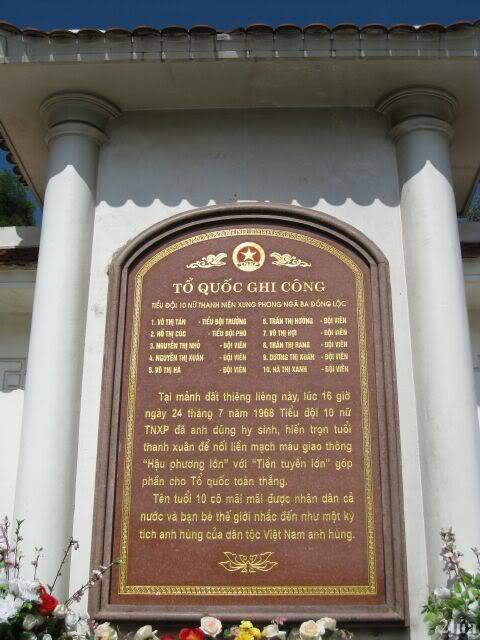 TỔ QUỐC GHI CÔNG
TIỂU ĐỘI 10 NỮ THANH NIÊN XUNG PHONG NGÃ BA ĐỒNG LỘC
1. VÕ THỊ TẦN - TIỂU ĐỘI TRƯỞNG
2. HỒ THỊ CÚC - TIỂU ĐỘI PHÓ
3. NGUYỄN THỊ NHỎ - ĐỘI VIÊN
4. NGUYỄN THỊ XUÂN - ĐỘI VIÊN
5. VÕ THỊ HÀ - ĐỘI VIÊN
6. TRẦN THỊ HƯỜNG - ĐỘI VIÊN
7. VÕ THỊ HỢI - ĐỘI VIÊN
8. TRẦN THỊ RẠNG - ĐỘI VIÊN
9. DƯƠNG THỊ XUÂN - ĐỘI VIÊN
10. HÀ THỊ XANH - ĐỘI VIÊN
Tại mảnh đất thiêng liêng này, lúc 16 giờ
ngày 24 tháng 7 năm 1968 Tiểu đội 10 nữ
TNXP đã anh dũng hy sinh, hiến trọn tuổi
thanh xuân để nối liền mạch máu giao thông
"Hậu phương lớn" với "Tiền tuyến lớn" góp
phần cho Tổ quốc toàn thắng.
Tên tuổi 10 cô mãi mãi được nhân dân cả
nước và bạn bè thế giới nhắc đến như một kỳ
tích anh hùng của dân tộc Việt Nam anh hùng.